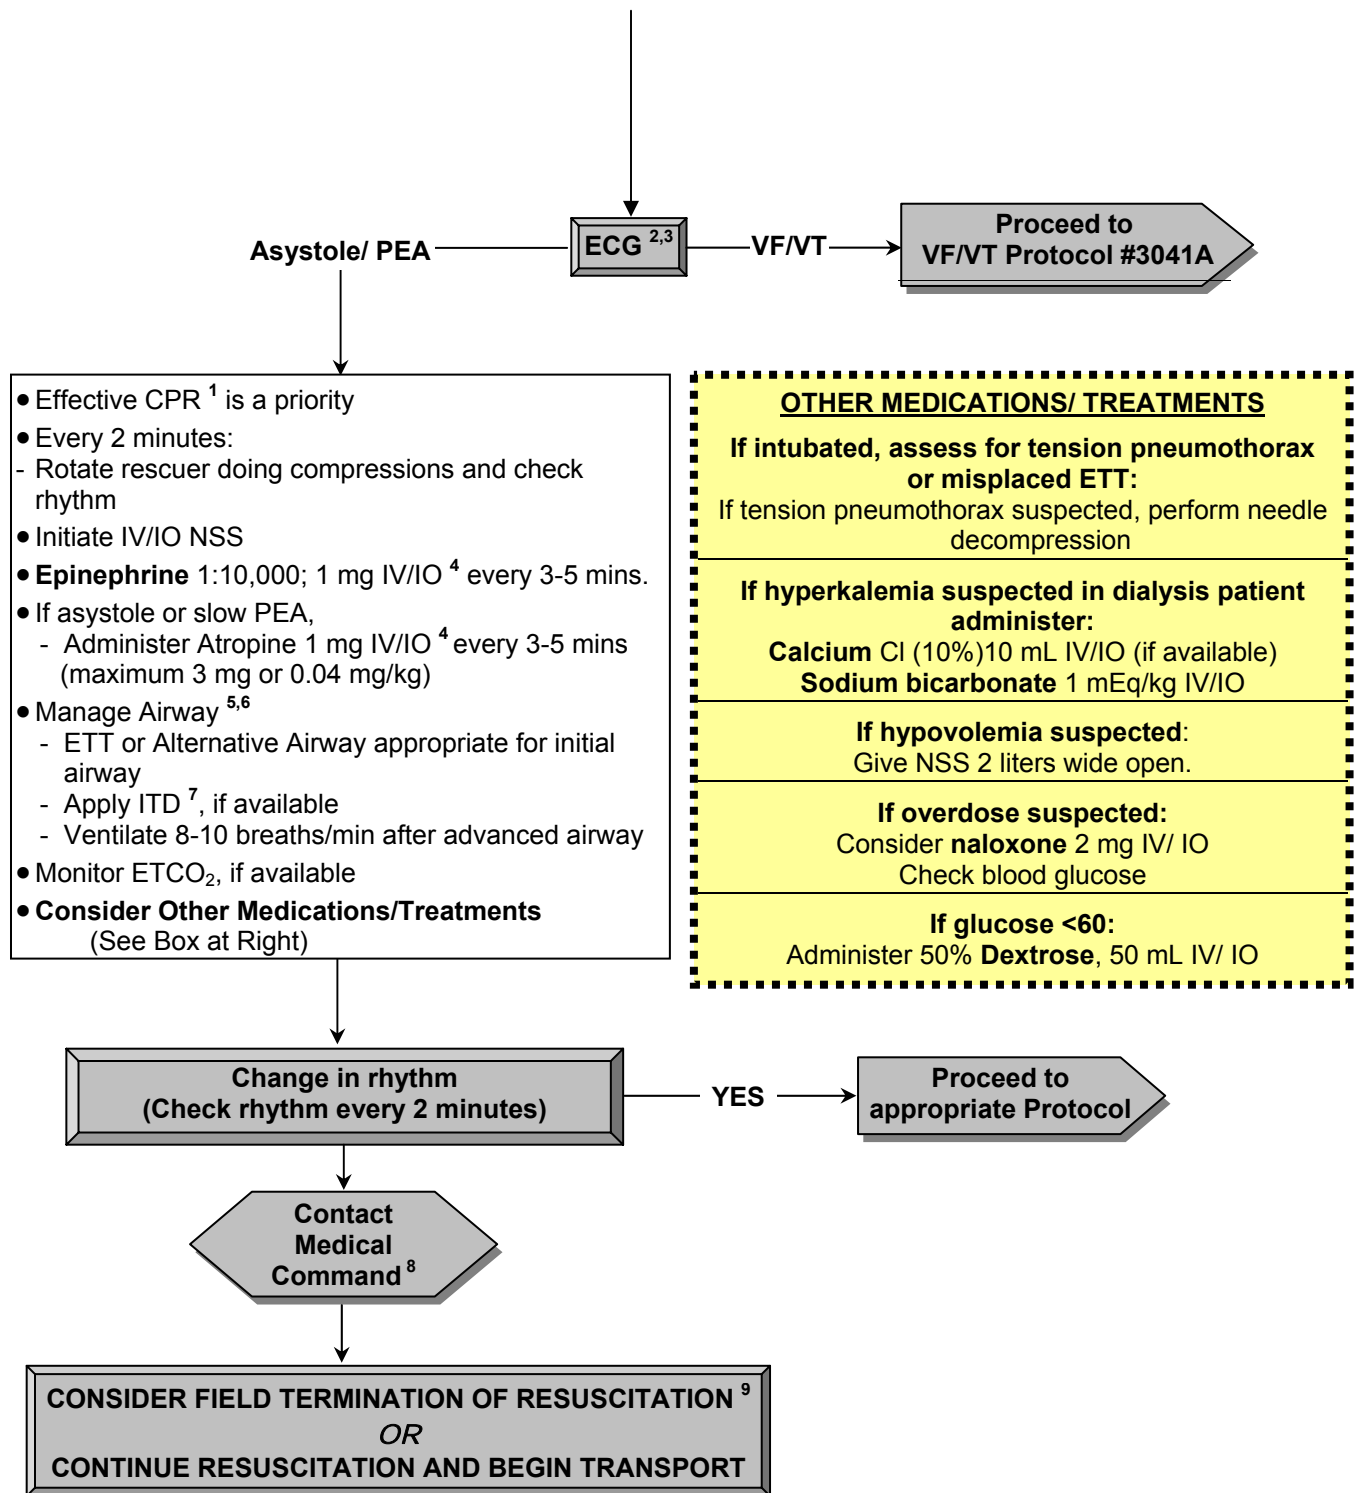 Asystole/ PEA
ECG 2,3
VF/VT
Proceed to
VF/VT Protocol #3041A
• Effective CPR 1 is a priority
• Every 2 minutes:
- Rotate rescuer doing compressions and check
rhythm
• Initiate IV/IO NSS
• Epinephrine 1:10,000; 1 mg IV/IO 4 every 3-5 mins.
• If asystole or slow PEA,
- Administer Atropine 1 mg IV/IO 4 every 3-5 mins
(maximum 3 mg or 0.04 mg/kg)
• Manage Airway 5,6
- ETT or Alternative Airway appropriate for initial
airway
- Apply ITD 7, if available
- Ventilate 8-10 breaths/min after advanced airway
• Monitor ETCO2, if available
• Consider Other Medications/Treatments
(See Box at Right)
OTHER MEDICATIONS/ TREATMENTS
If intubated, assess for tension pneumothorax
or misplaced ETT:
If tension pneumothorax suspected, perform needle
decompression
If hyperkalemia suspected in dialysis patient
administer:
Calcium Cl (10%)10 mL IV/IO (if available)
Sodium bicarbonate 1 mEq/kg IV/IO
If hypovolemia suspected:
Give NSS 2 liters wide open.
If overdose suspected:
Consider naloxone 2 mg IV/ IO
Check blood glucose
If glucose <60:
Administer 50% Dextrose, 50 mL IV/ IO
Change in rhythm
(Check rhythm every 2 minutes)
YES
Proceed to
appropriate Protocol
Contact
Medical
Command 8
CONSIDER FIELD TERMINATION OF RESUSCITATION 9
OR
CONTINUE RESUSCITATION AND BEGIN TRANSPORT